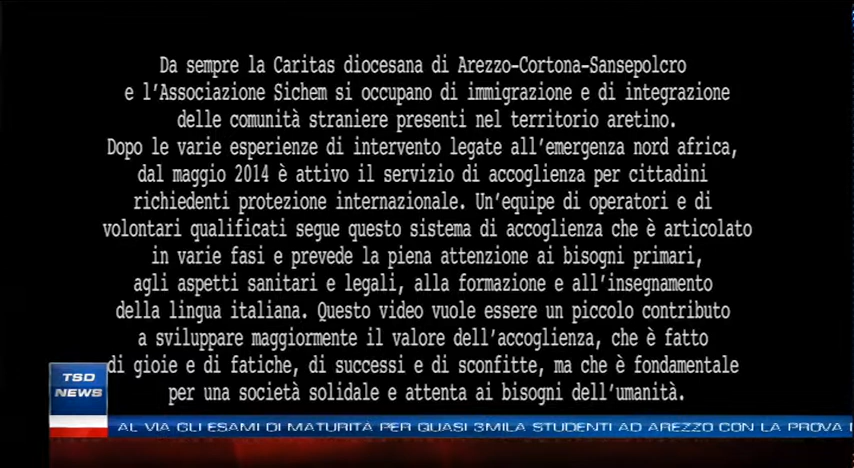 Da sempre la Caritas diocesana di Arezzo-Cortona-Sansepolcro
e l'Associazione Sichem si occupano di immigrazione e di integrazione
delle comunità straniere presenti nel territorio aretino.
Dopo le varie esperienze di intervento legate all'emergenza nord africa,
dal maggio 2014 è attivo il servizio di accoglienza per cittadini
richiedenti protezione internazionale. Un'equipe di operatori e di
volontari qualificati segue questo sistema di accoglienza che è articolato
in varie fasi e prevede la piena attenzione ai bisogni primari,
agli aspetti sanitari e legali, alla formazione e all'insegnamento
della lingua italiana. Questo video vuole essere un piccolo contributo
a sviluppare maggiormente il valore dell'accoglienza, che è fatto
di gioie e di fatiche, di successi e di sconfitte, ma che è fondamentale
per una società solidale e attenta ai bisogni dell'umanità.
TSD
NEWS
AL VIA GLI ESAMI DI MATURITÀ PER QUASI 3MILA STUDENTI AD AREZZO CON LA PROVA